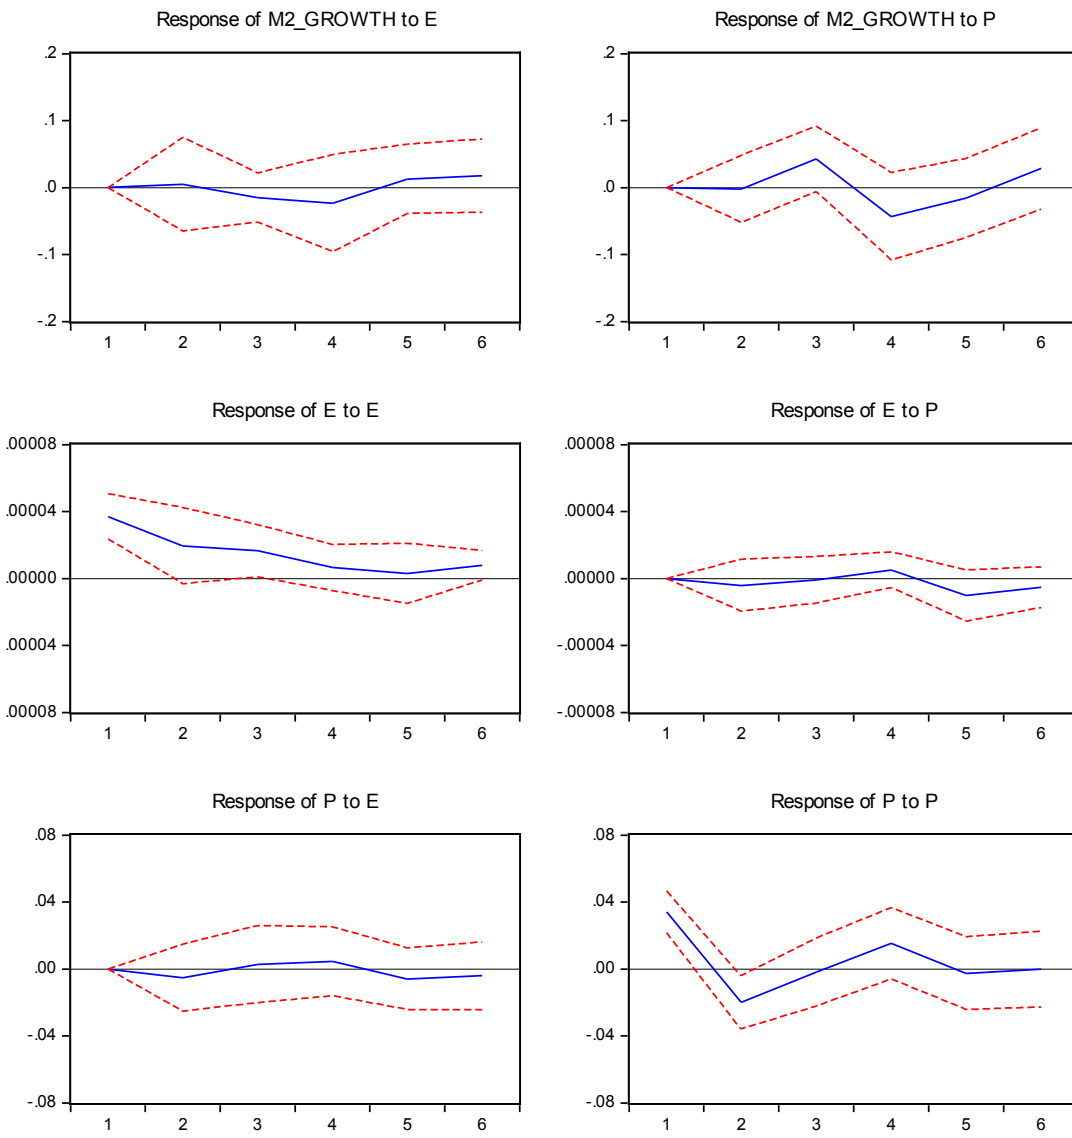 Response of M2_GROWTH to E
.2
.1
.0
-.1
-.2
1 2 3 4 5 6
Response of M2_GROWTH to P
.2
.1
.0
-.1
-.2
1 2 3 4 5 6
Response of E to E
.00008
.00004
.00000
.00004
.00008
1 2 3 4 5 6
Response of E to P
.00008
.00004
.00000
-.00004
-.00008
1 2 3 4 5 6
Response of P to E
.08
.04
.00
-.04
-.08
1 2 3 4 5 6
Response of P to P
.08
.04
.00
-.04
-.08
1 2 3 4 5 6